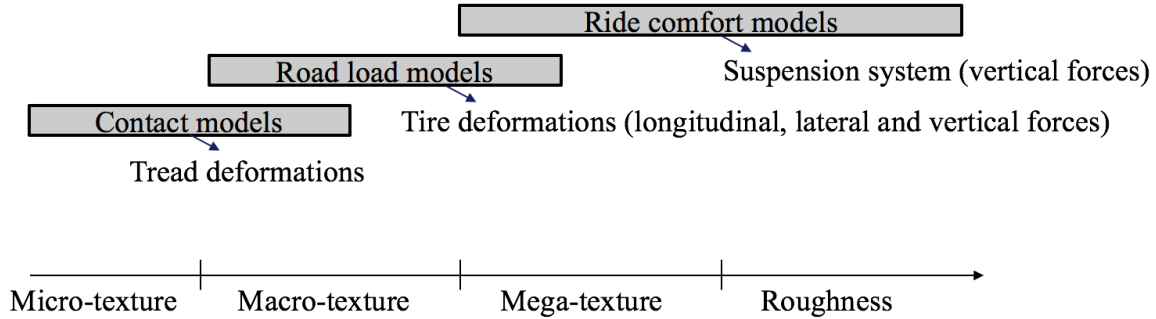 Ride comfort models
Suspension system (vertical forces)
Road load models
Tire deformations (longitudinal, lateral and vertical forces)
Contact models
Tread deformations
Micro-texture
Macro-texture
Mega-texture
Roughness